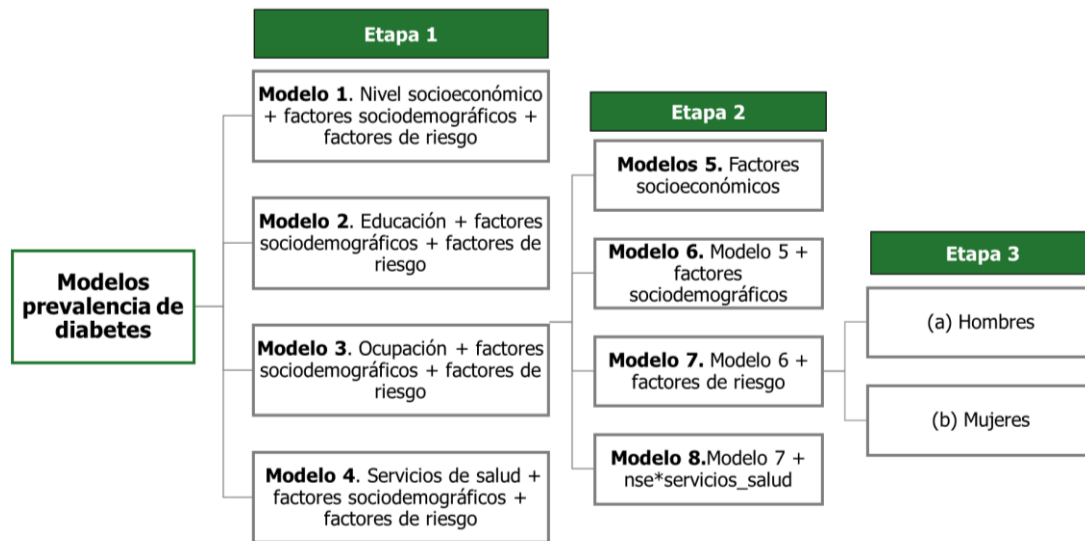 Etapa 1
Modelo 1. Nivel socioeconómico
+ factores sociodemográficos +
factores de riesgo
Modelo 2. Educación + factores
sociodemográficos + factores de
riesgo
Modelo 3. Ocupación + factores
sociodemográficos + factores de
riesgo
Modelo 4. Servicios de salud +
factores sociodemográficos +
factores de riesgo
Modelos
prevalencia de
diabetes
Etapa 2
Modelos 5. Factores
socioeconómicos
Modelo 6. Modelo 5 +
factores
sociodemográficos
Modelo 7. Modelo 6 +
factores de riesgo
Modelo 8.Modelo 7 +
nse*servicios_salud
Etapa 3
(a) Hombres
(b) Mujeres